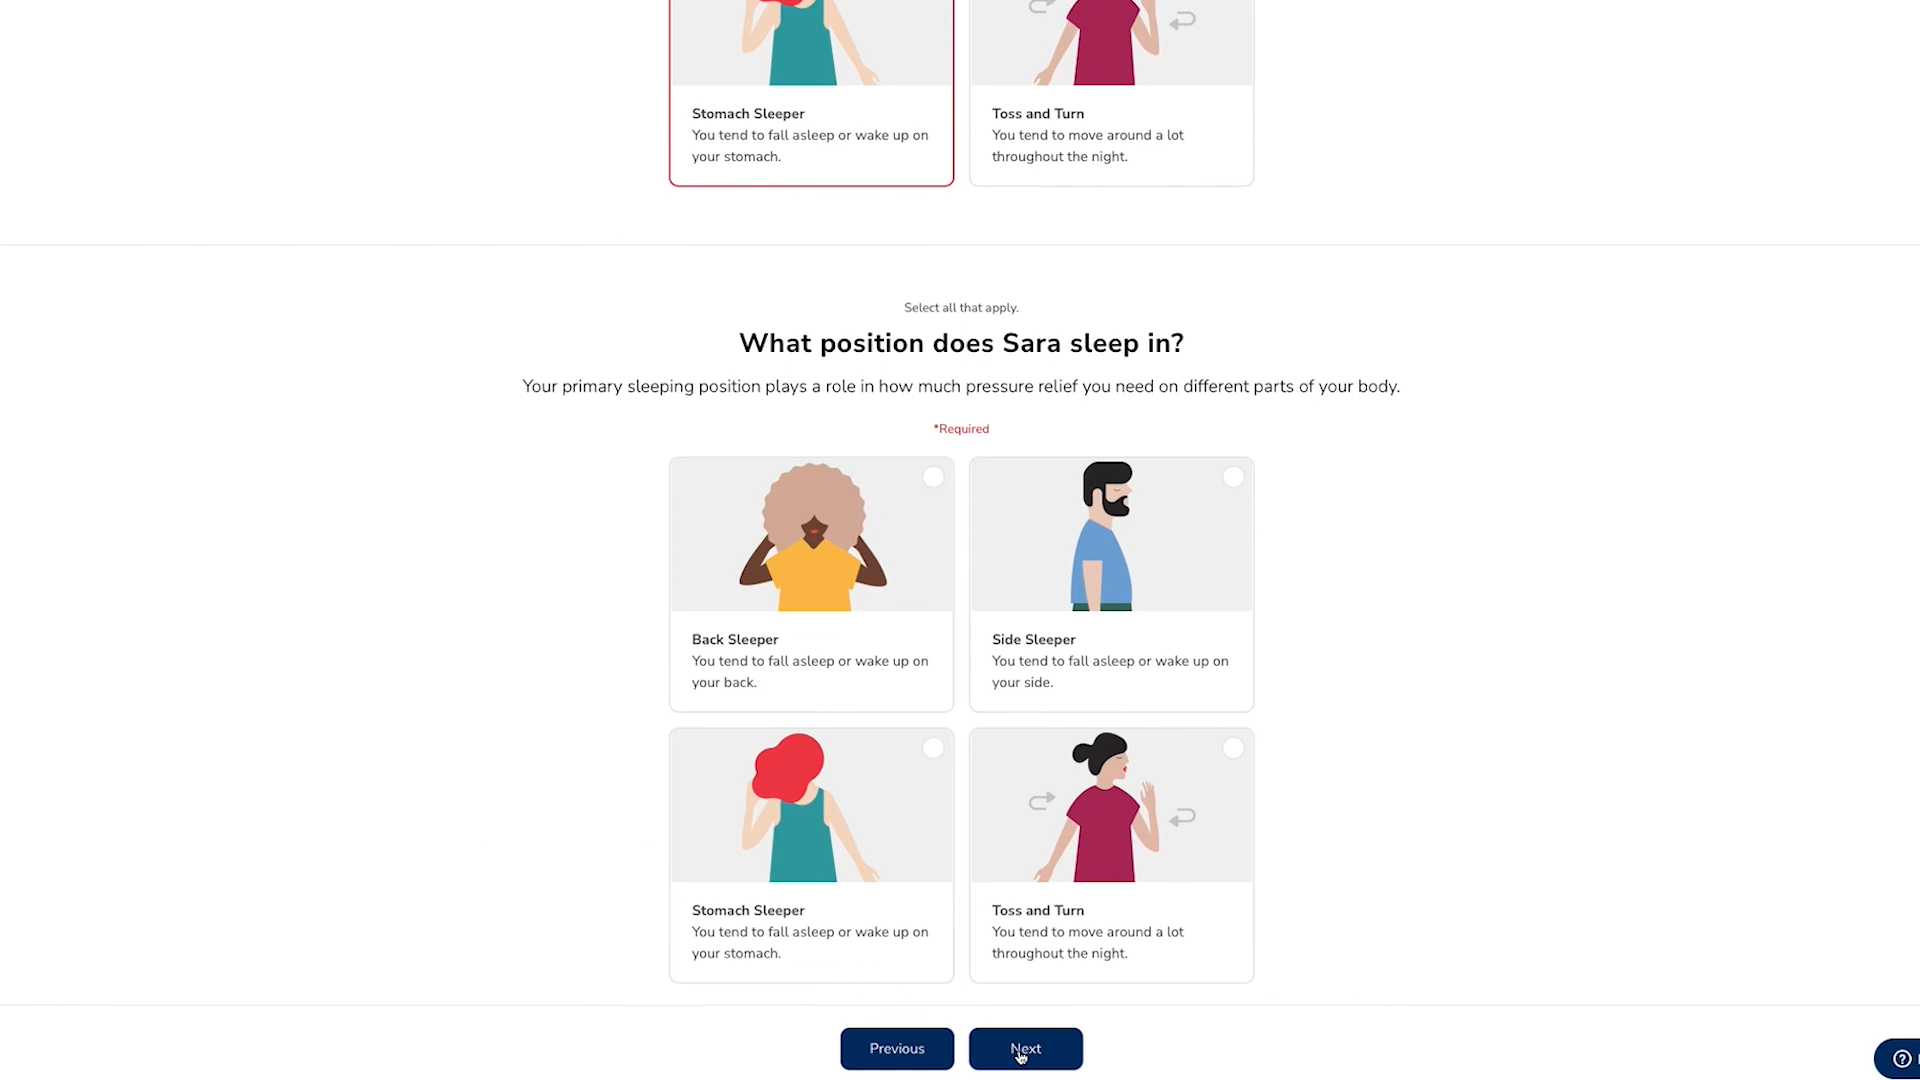 Stomach Sleeper
You tend to fall asleep or wake up on
your stomach.
Toss and Turn
You tend to move around a lot
throughout the night.
Select all that apply.
What position does Sara sleep in?
Your primary sleeping position plays a role in how much pressure relief you need on different parts of your body.
*Required
Back Sleeper
You tend to fall asleep or wake up on
your back.
Side Sleeper
You tend to fall asleep or wake up on
your side.
Stomach Sleeper
You tend to fall asleep or wake up on
your stomach.
Toss and Turn
You tend to move around a lot
throughout the night.
Previous
Next
?